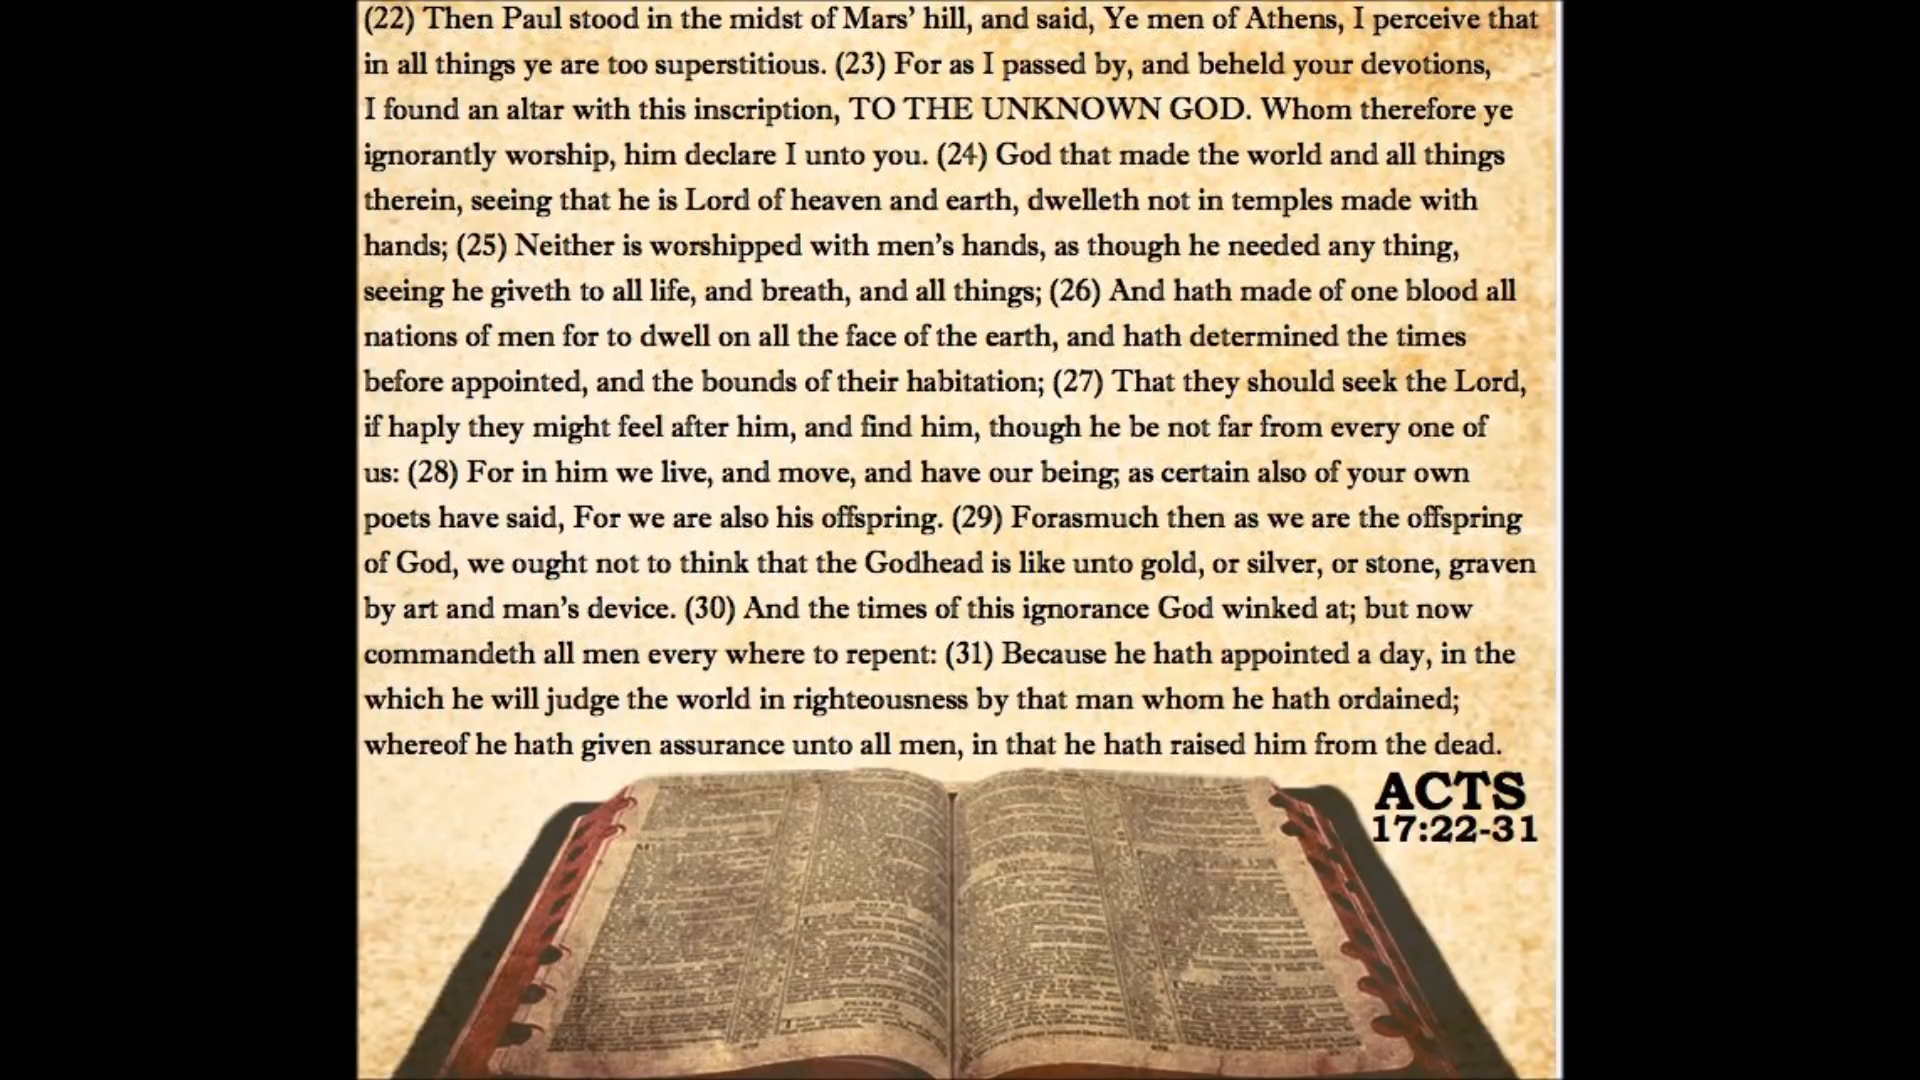 (22) Then Paul stood in the midst of Mars’ hill, and said, Ye men of Athens, I perceive that
in all things ye are too superstitious. (23) For as I passed by, and beheld your devotions,
I found an altar with this inscription, TO THE UNKNOWN GOD. Whom therefore ye
ignorantly worship, him declare I unto you. (24) God that made the world and all things
therein, seeing that he is Lord of heaven and earth, dwelleth not in temples made with
hands; (25) Neither is worshipped with men’s hands, as though he needed any thing,
seeing he giveth to all life, and breath, and all things; (26) And hath made of one blood all
nations of men for to dwell on all the face of the earth, and hath determined the times
before appointed, and the bounds of their habitation; (27) That they should seek the Lord,
if haply they might feel after him, and find him, though he be not far from every one of
us: (28) For in him we live, and move, and have our being; as certain also of your own
poets have said, For we are also his offspring. (29) Forasmuch then as we are the offspring
of God, we ought not to think that the Godhead is like unto gold, or silver, or stone, graven
by art and man’s device. (30) And the times of this ignorance God winked at; but now
commandeth all men every where to repent: (31) Because he hath appointed a day, in the
which he will judge the world in righteousness by that man whom he hath ordained;
whereof he hath given assurance unto all men, in that he hath raised him from the dead.
ACTS
17:22-31